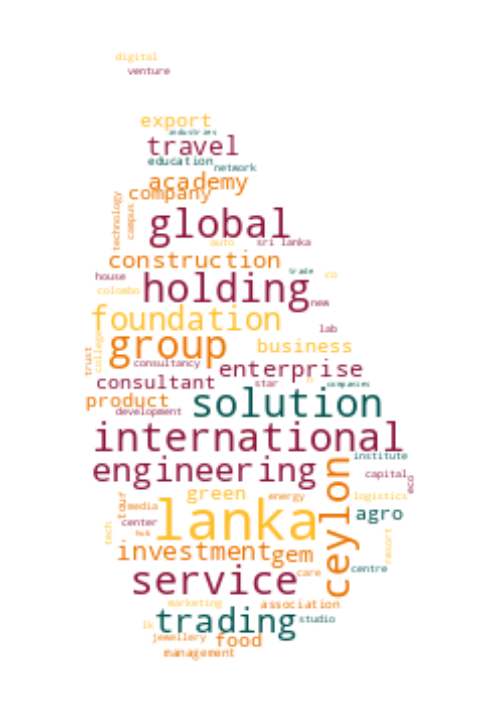 digital
venture
export
industries
travel
education
network
academy
company
technology
campus
global
auto
sri lanka
construction
house
trade
co
colombo
holding
new
foundation
lab
group
business
trust
college
consultancy
enterprise
consultant
star
companies
product
development
solution
international
institute
engineering
capital
eco
green
energy
logistics
tour
media
lanka
ceylon
agro
center
hub
tech
resort
investment
gem
care
centre
service
marketing
association
lk
trading
studio
jewellery
food
management